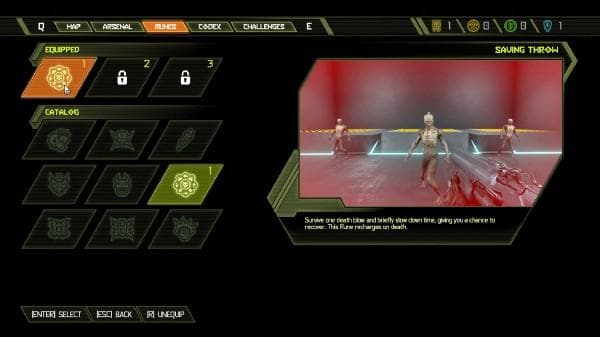 Q MAP ARSENAL RUNES CODEX CHALLENGES E 1 0 0 1
EQUIPPED
1 2 3
CATALOG
1
SAVING THROW
Survive one death blow and briefly slow down time, giving you a chance to
recover. This Rune recharges on death.
[ENTER] SELECT [ESC] BACK [R] UNEQUIP